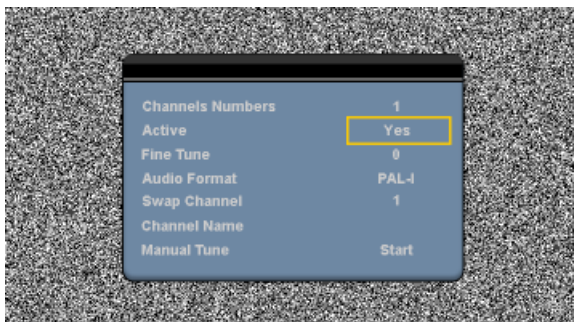 Channels Numbers 1
Active Yes
Fine Tune 0
Audio Format PAL-I
Swap Channel 1
Channel Name
Manual Tune Start